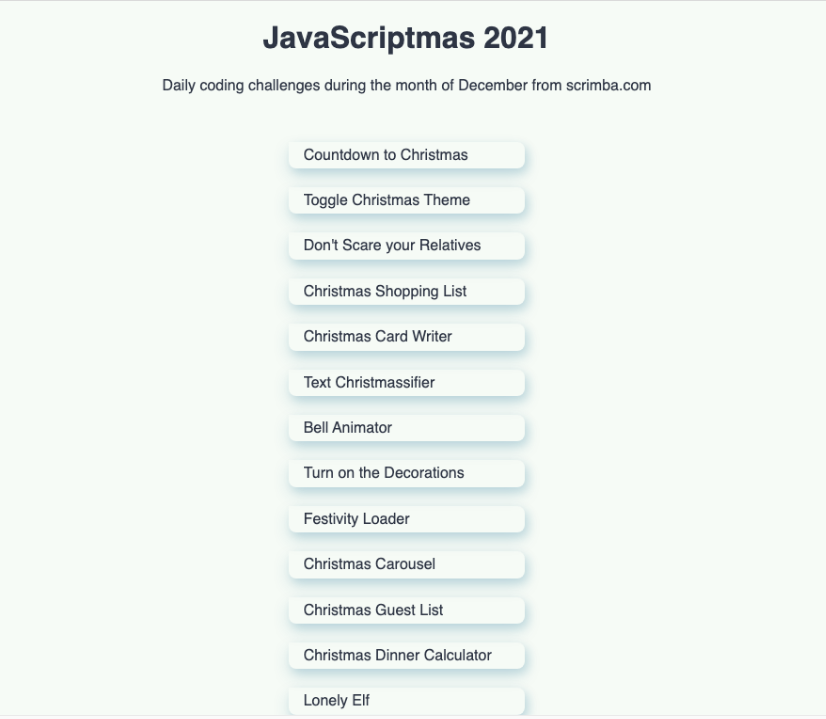 JavaScriptmas 2021
Daily coding challenges during the month of December from scrimba.com
Countdown to Christmas
Toggle Christmas Theme
Don't Scare your Relatives
Christmas Shopping List
Christmas Card Writer
Text Christmassifier
Bell Animator
Turn on the Decorations
Festivity Loader
Christmas Carousel
Christmas Guest List
Christmas Dinner Calculator
Lonely Elf